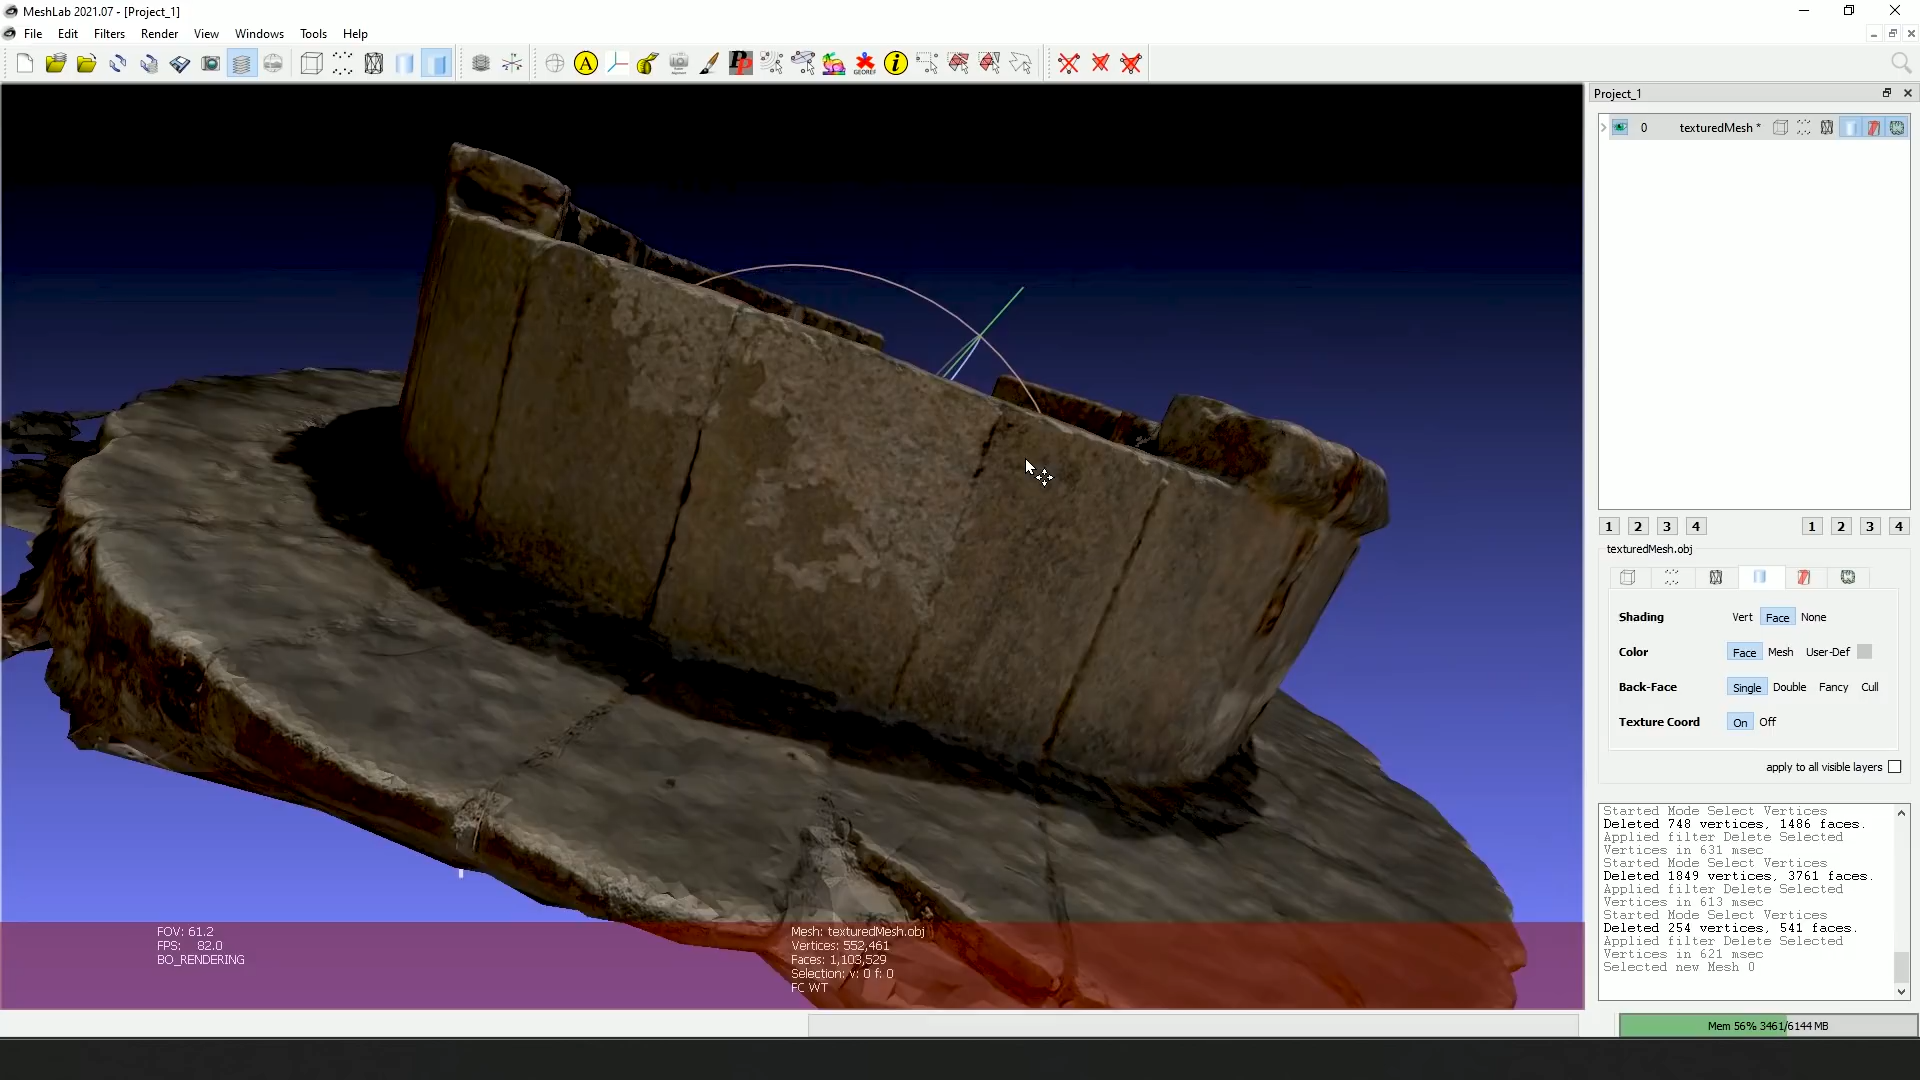 MeshLab 2021.07 - [Project_1]
File Edit Filters Render View Windows Tools Help
A
PP
GEOREF
i
Project_1
0 texturedMesh *
1 2 3 4 1 2 3 4
texturedMesh.obj
Shading Vert Face None
Color Face Mesh User-Def
Back-Face Single Double Fancy Cull
Texture Coord On Off
apply to all visible layers
Started Mode Select Vertices
Deleted 748 vertices, 1486 faces.
Applied filter Delete Selected
Vertices in 631 msec
Started Mode Select Vertices
Deleted 1849 vertices, 3761 faces.
Applied filter Delete Selected
Vertices in 613 msec
Started Mode Select Vertices
Deleted 254 vertices, 541 faces.
Applied filter Delete Selected
Vertices in 621 msec
Selected new Mesh 0
FOV: 61.2
FPS: 82.0
BO_RENDERING
Mesh: texturedMesh.obj
Vertices: 552,461
Faces: 1,103,529
Selection: v: 0 f: 0
FC WT
Mem 56% 3461/6144 MB